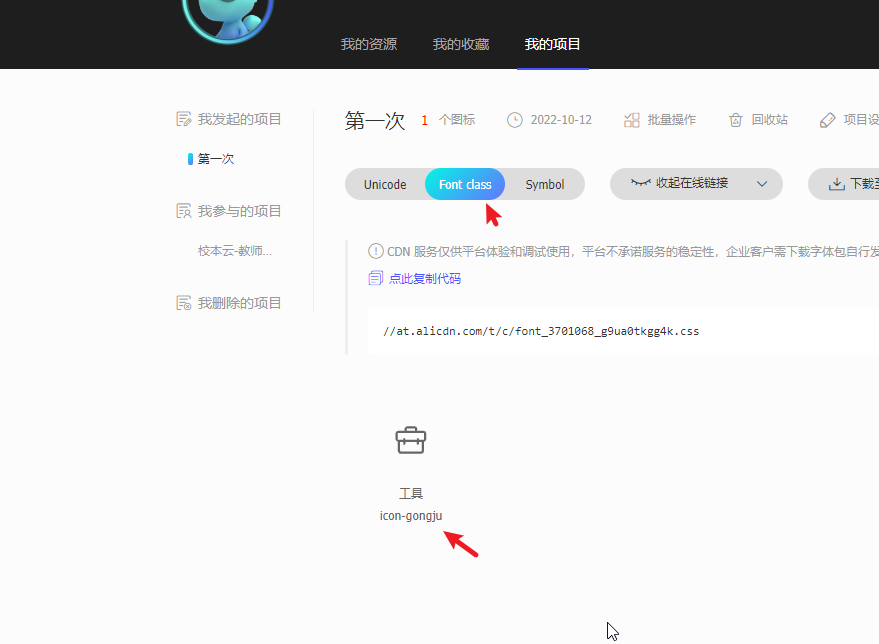 我的资源 我的收藏 我的项目
我发起的项目
第一次
我参与的项目
校本云-教师...
我删除的项目
第一次 1 个图标 2022-10-12 批量操作 回收站 项目设
Unicode Font class Symbol 收起在线链接 下载至
CDN 服务仅供平台体验和调试使用，平台不承诺服务的稳定性，企业客户需下载字体包自行发
点此复制代码
//at.alicdn.com/t/c/font_3701068_g9ua0tkgg4k.css
工具
icon-gongju